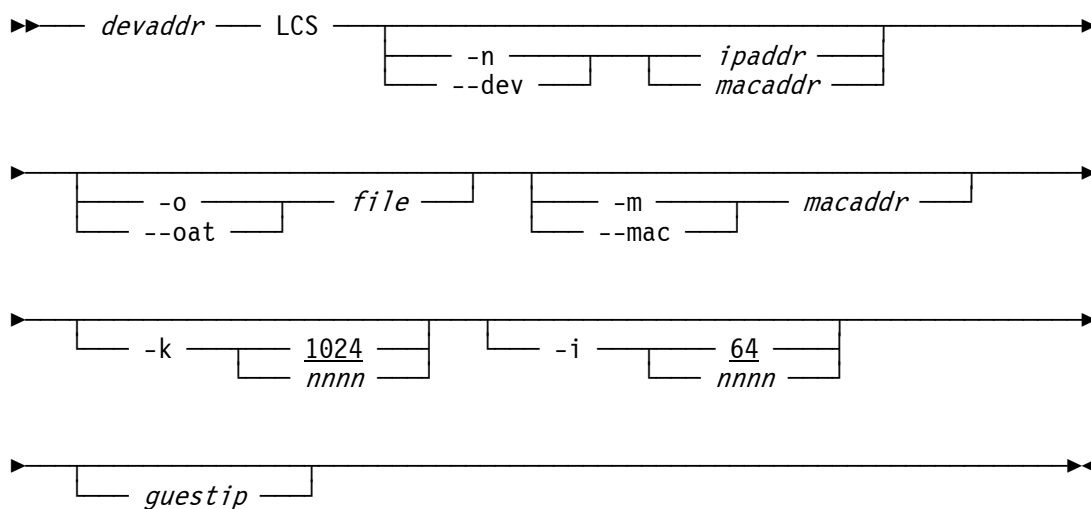 devaddr LCS -n ipaddr
--dev macaddr
-o file -m macaddr
--oat --mac
-k 1024 -i 64
nnnn nnnn
guestip